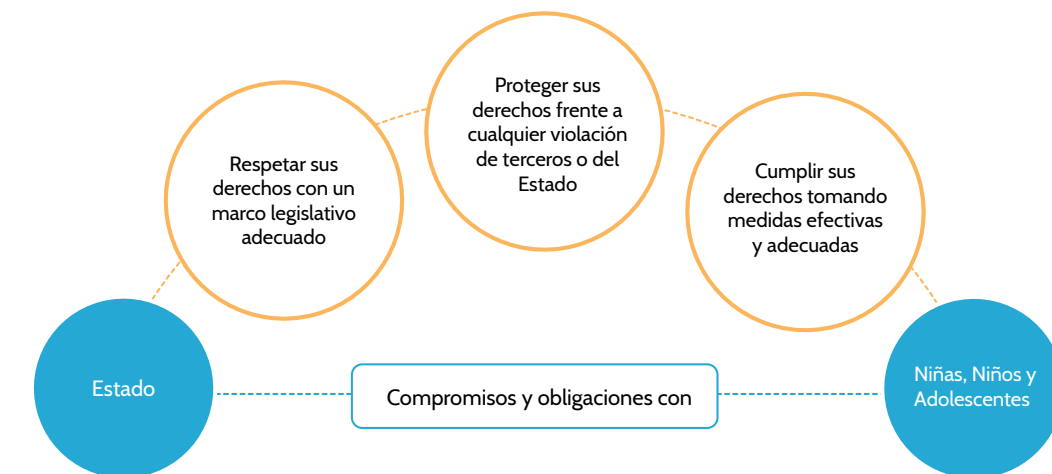 Proteger sus
derechos frente a
cualquier violación
de terceros o del
Estado
Respetar sus
derechos con un
marco legislativo
adecuado
Cumplir sus
derechos tomando
medidas efectivas
y adecuadas
Estado
Compromisos y obligaciones con
Niñas, Niños y
Adolescentes